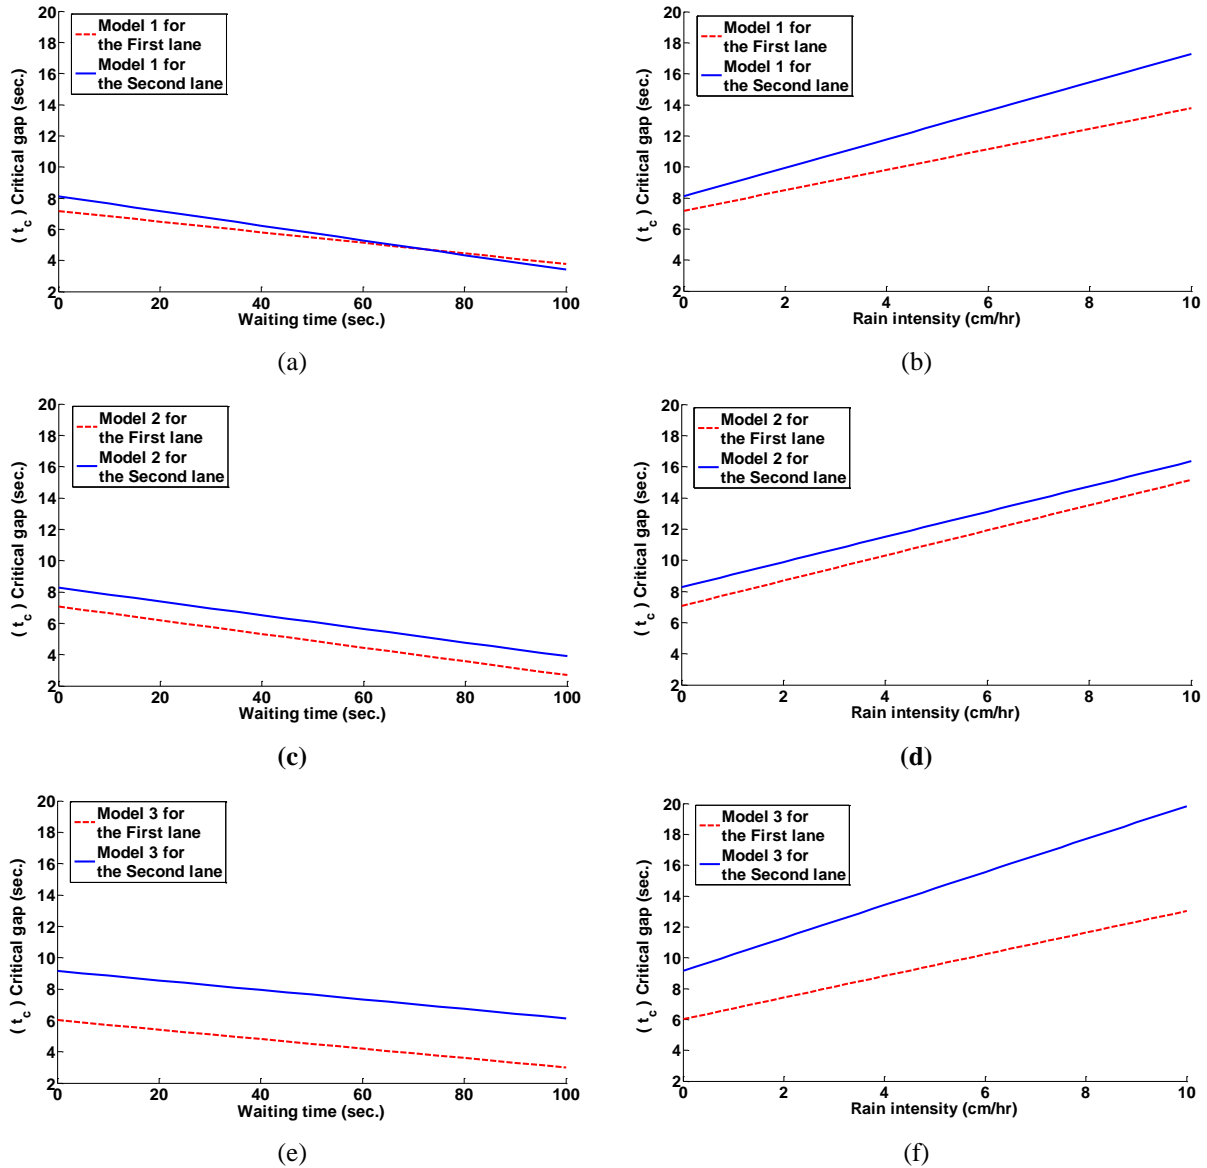 20
18
16
14
12
10
8
6
4
2
( t_c ) Critical gap (sec.)
Model 1 for
the First lane
Model 1 for
the Second lane
0 20 40 60 80 100
Waiting time (sec.)
(a)
20
18
16
14
12
10
8
6
4
2
( t_c ) Critical gap (sec.)
Model 1 for
the First lane
Model 1 for
the Second lane
0 2 4 6 8 10
Rain intensity (cm/hr)
(b)
20
18
16
14
12
10
8
6
4
2
( t_c ) Critical gap (sec.)
Model 2 for
the First lane
Model 2 for
the Second lane
0 20 40 60 80 100
Waiting time (sec.)
(c)
20
18
16
14
12
10
8
6
4
2
( t_c ) Critical gap (sec.)
Model 2 for
the First lane
Model 2 for
the Second lane
0 2 4 6 8 10
Rain intensity (cm/hr)
(d)
20
18
16
14
12
10
8
6
4
2
( t_c ) Critical gap (sec.)
Model 3 for
the First lane
Model 3 for
the Second lane
0 20 40 60 80 100
Waiting time (sec.)
(e)
20
18
16
14
12
10
8
6
4
2
( t_c ) Critical gap (sec.)
Model 3 for
the First lane
Model 3 for
the Second lane
0 2 4 6 8 10
Rain intensity (cm/hr)
(f)